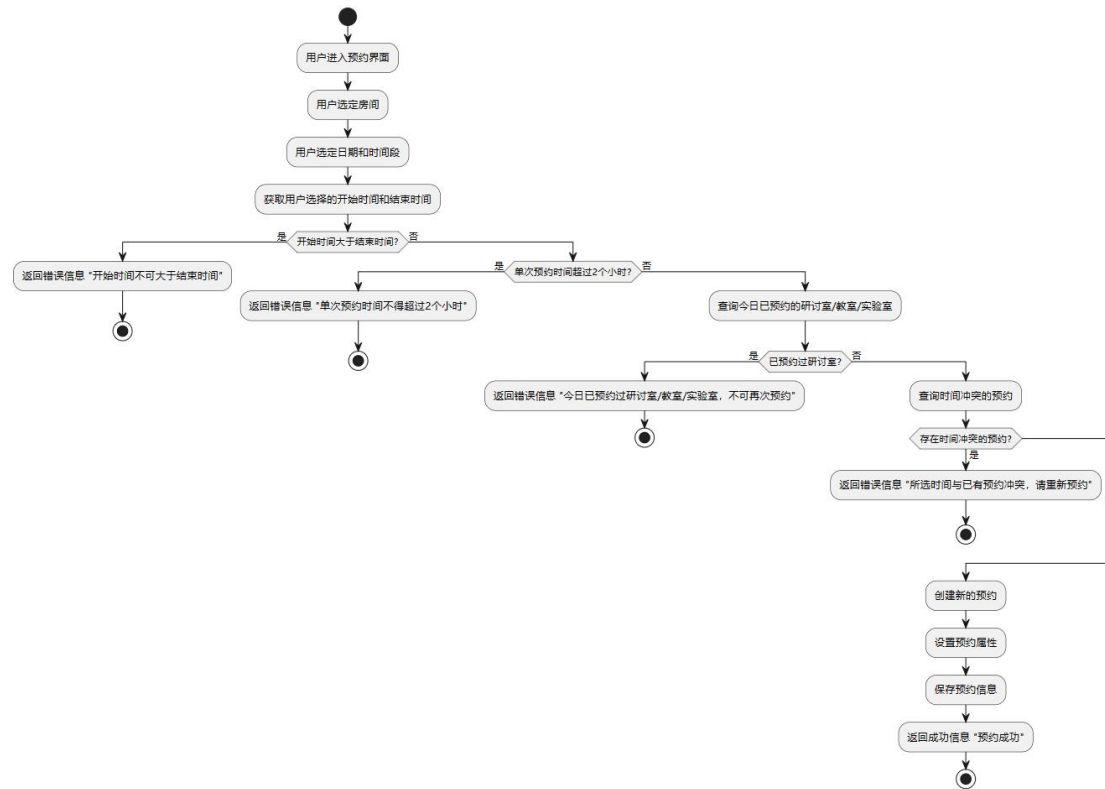 用户进入预约界面
用户选定房间
用户选定日期和时间段
获取用户选择的开始时间和结束时间
是
开始时间大于结束时间?
否
返回错误信息 "开始时间不可大于结束时间"
是
单次预约时间超过2个小时?
否
返回错误信息 "单次预约时间不得超过2个小时"
查询今日已预约的研讨室/教室/实验室
是
已预约过研讨室?
否
返回错误信息 "今日已预约过研讨室/教室/实验室，不可再次预约"
查询时间冲突的预约
存在时间冲突的预约?
是
返回错误信息 "所选时间与已有预约冲突，请重新预约"
创建新的预约
设置预约属性
保存预约信息
返回成功信息 "预约成功"